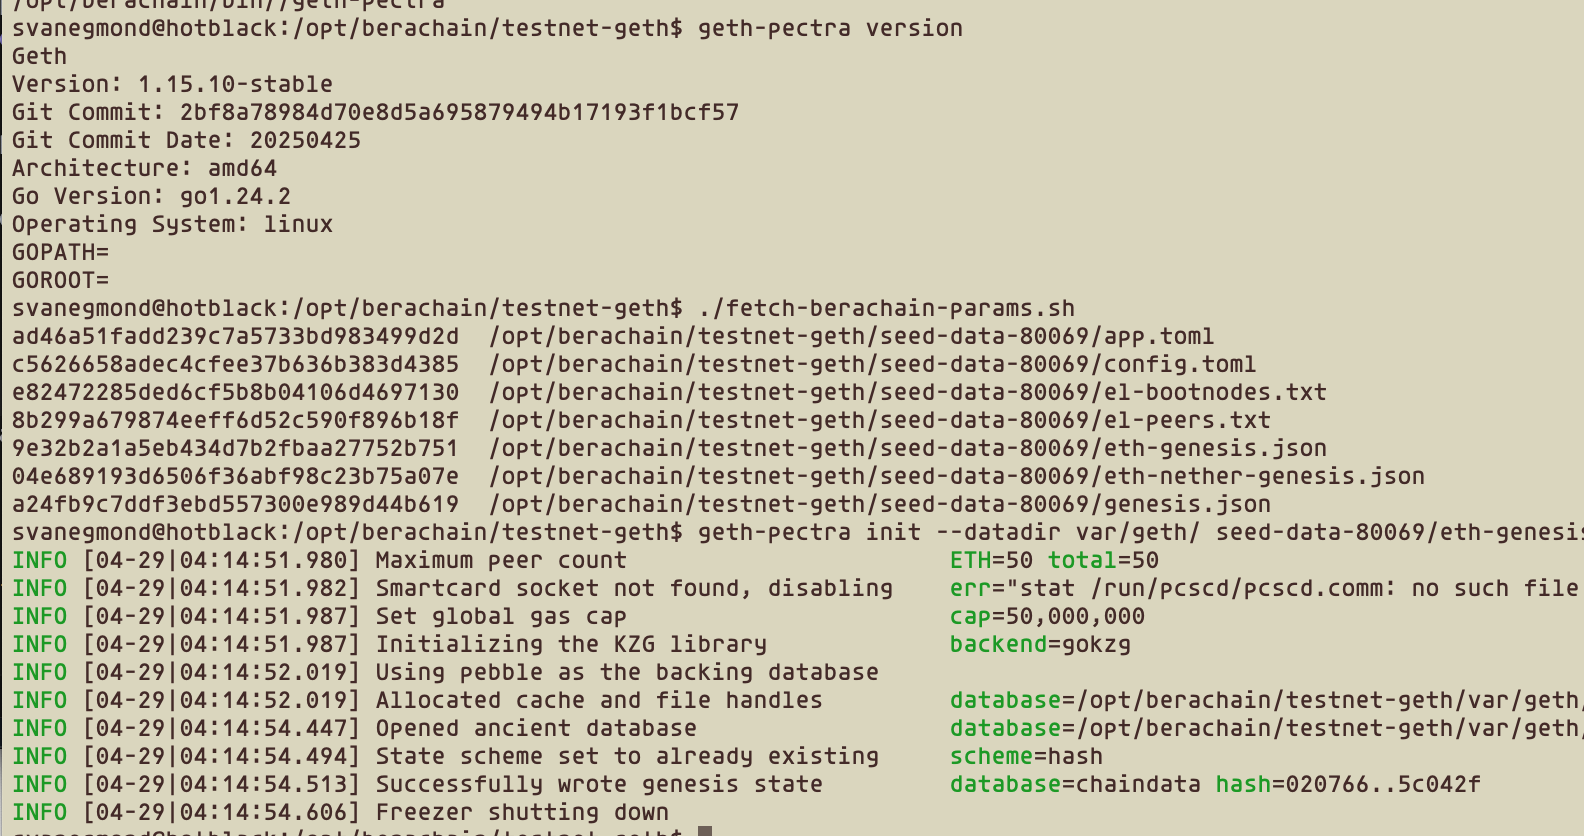 /opt/berachain/bin//geth-pectra
svanegmond@hotblack:/opt/berachain/testnet-geth$ geth-pectra version
Geth
Version: 1.15.10-stable
Git Commit: 2bf8a78984d70e8d5a695879494b17193f1bcf57
Git Commit Date: 20250425
Architecture: amd64
Go Version: go1.24.2
Operating System: linux
GOPATH=
GOROOT=
svanegmond@hotblack:/opt/berachain/testnet-geth$ ./fetch-berachain-params.sh
ad46a51fadd239c7a5733bd983499d2d  /opt/berachain/testnet-geth/seed-data-80069/app.toml
c5626658adec4cfee37b636b383d4385  /opt/berachain/testnet-geth/seed-data-80069/config.toml
e82472285ded6cf5b8b04106d4697130  /opt/berachain/testnet-geth/seed-data-80069/el-bootnodes.txt
8b299a679874eeff6d52c590f896b18f  /opt/berachain/testnet-geth/seed-data-80069/el-peers.txt
9e32b2a1a5eb434d7b2fbaa27752b751  /opt/berachain/testnet-geth/seed-data-80069/eth-genesis.json
04e689193d6506f36abf98c23b75a07e  /opt/berachain/testnet-geth/seed-data-80069/eth-nether-genesis.json
a24fb9c7ddf3ebd557300e989d44b619  /opt/berachain/testnet-geth/seed-data-80069/genesis.json
svanegmond@hotblack:/opt/berachain/testnet-geth$ geth-pectra init --datadir var/geth/ seed-data-80069/eth-genesis
INFO [04-29|04:14:51.980] Maximum peer count                       ETH=50 total=50
INFO [04-29|04:14:51.982] Smartcard socket not found, disabling    err="stat /run/pcscd/pcscd.comm: no such file
INFO [04-29|04:14:51.987] Set global gas cap                       cap=50,000,000
INFO [04-29|04:14:51.987] Initializing the KZG library             backend=gokzg
INFO [04-29|04:14:52.019] Using pebble as the backing database
INFO [04-29|04:14:52.019] Allocated cache and file handles         database=/opt/berachain/testnet-geth/var/geth/
INFO [04-29|04:14:54.447] Opened ancient database                  database=/opt/berachain/testnet-geth/var/geth/
INFO [04-29|04:14:54.494] State scheme set to already existing     scheme=hash
INFO [04-29|04:14:54.513] Successfully wrote genesis state         database=chaindata hash=020766..5c042f
INFO [04-29|04:14:54.606] Freezer shutting down
svanegmond@hotblack:/opt/berachain/testnet-geth$